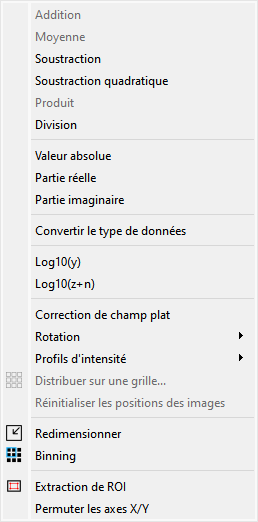 Addition
Moyenne
Soustraction
Soustraction quadratique
Produit
Division
Valeur absolue
Partie réelle
Partie imaginaire
Convertir le type de données
Log10(y)
Log10(z+n)
Correction de champ plat
Rotation
Profils d'intensité
Distribuer sur une grille...
Réinitialiser les positions des images
Redimensionner
Binning
Extraction de ROI
Permuter les axes X/Y